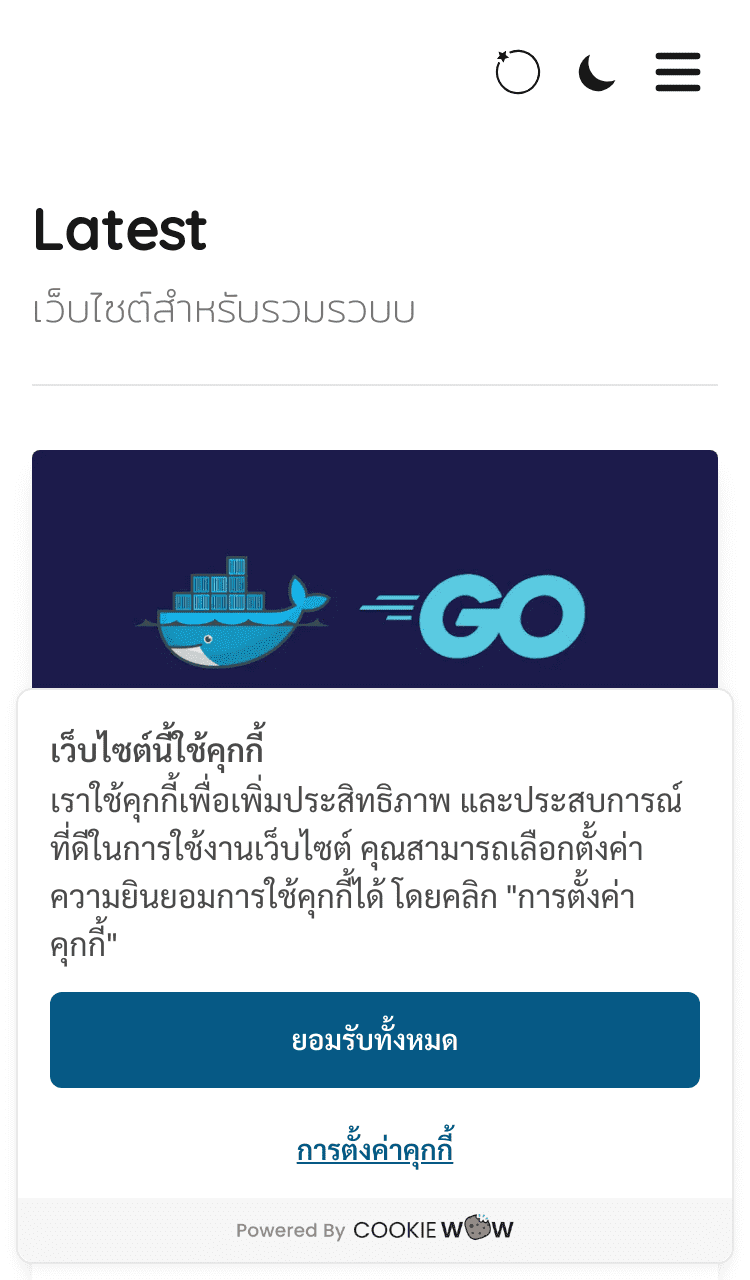 Latest
เว็บไซต์สำหรับรวมรวบบ
GO
เว็บไซต์นี้ใช้คุกกี้
เราใช้คุกกี้เพื่อเพิ่มประสิทธิภาพ และประสบการณ์
ที่ดีในการใช้งานเว็บไซต์ คุณสามารถเลือกตั้งค่า
ความยินยอมการใช้คุกกี้ได้ โดยคลิก "การตั้งค่า
คุกกี้"
ยอมรับทั้งหมด
การตั้งค่าคุกกี้
Powered By COOKIE WOW